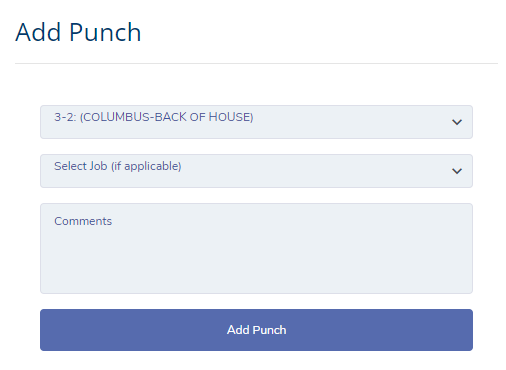 Add Punch
3-2: (COLUMBUS-BACK OF HOUSE)
Select Job (if applicable)
Comments
Add Punch